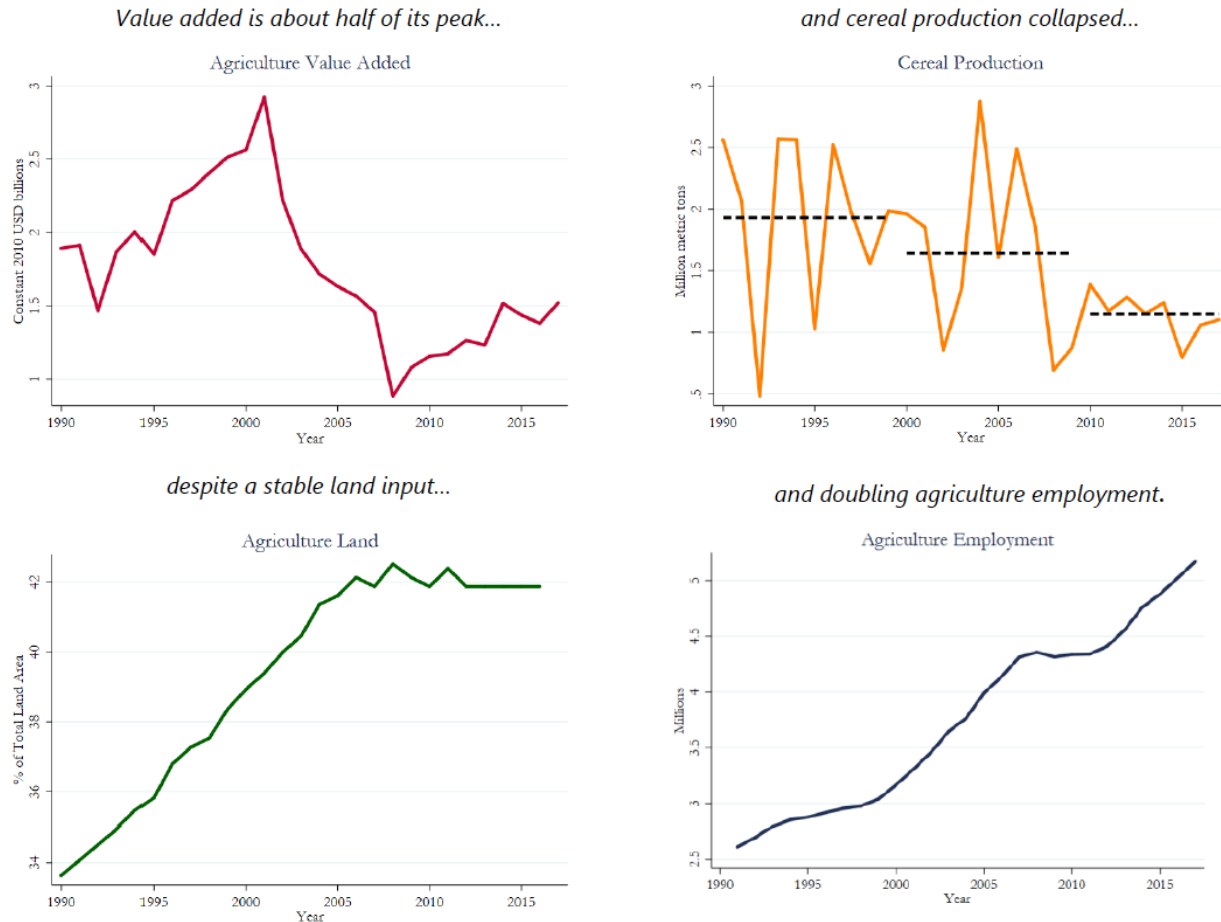 Value added is about half of its peak...
Agriculture Value Added
Constant 2010 USD billions
3
2.5
2
1.5
1
1990 1995 2000 2005 2010 2015
Year
and cereal production collapsed...
Cereal Production
Million metric tons
3
2.5
2
1.5
1
.5
1990 1995 2000 2005 2010 2015
Year
despite a stable land input...
Agriculture Land
% of Total Land Area
42
40
38
36
34
1990 1995 2000 2005 2010 2015
Year
and doubling agriculture employment.
Agriculture Employment
Millions
5
4.5
4
3.5
3
2.5
1990 1995 2000 2005 2010 2015
Year